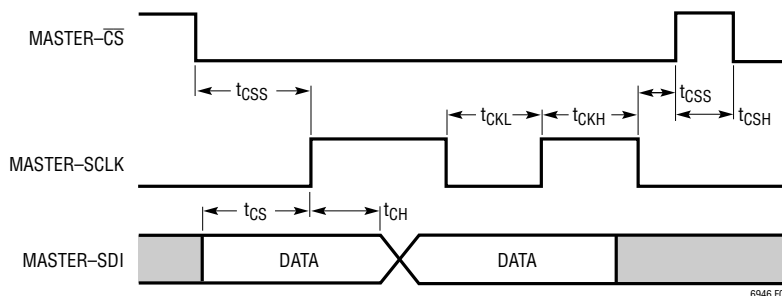 MASTER–CS
tCSS
tCKL
tCKH
tCSS
tCSH
MASTER–SCLK
tCS
tCH
MASTER–SDI
DATA
DATA